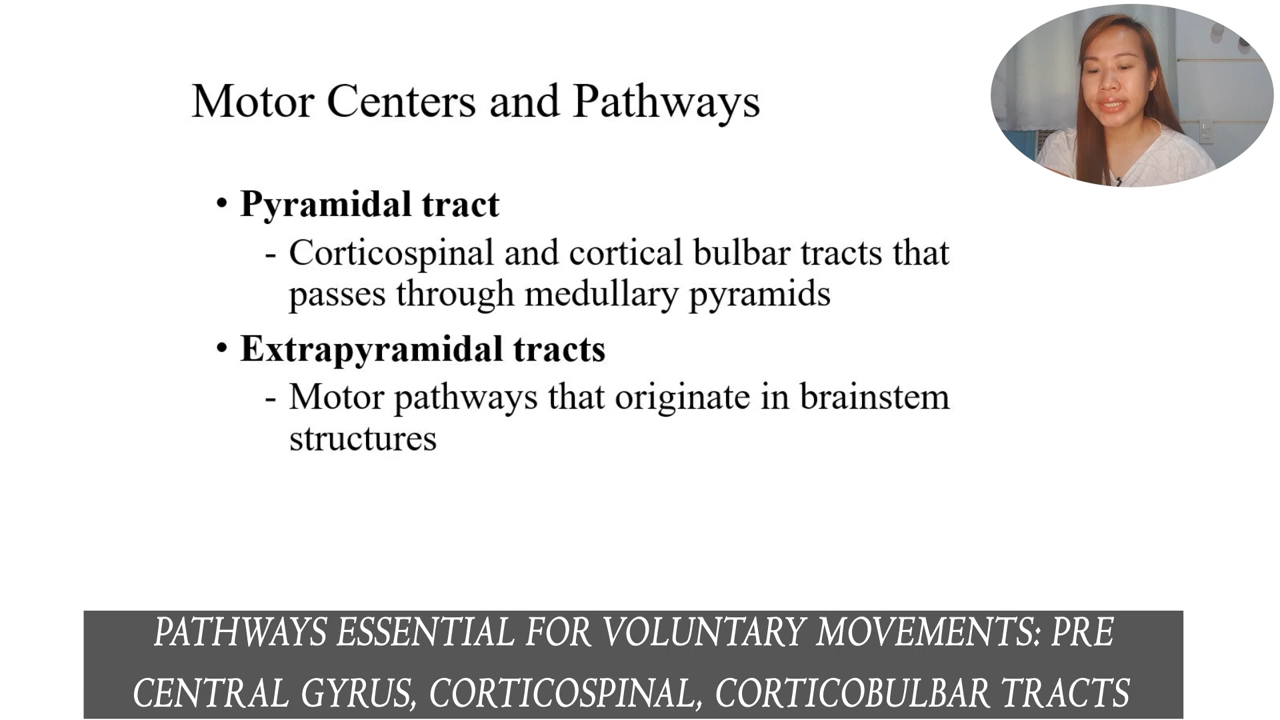 Motor Centers and Pathways
• Pyramidal tract
- Corticospinal and cortical bulbar tracts that
passes through medullary pyramids
• Extrapyramidal tracts
- Motor pathways that originate in brainstem
structures
PATHWAYS ESSENTIAL FOR VOLUNTARY MOVEMENTS: PRE
CENTRAL GYRUS, CORTICOSPINAL, CORTICOBULBAR TRACTS